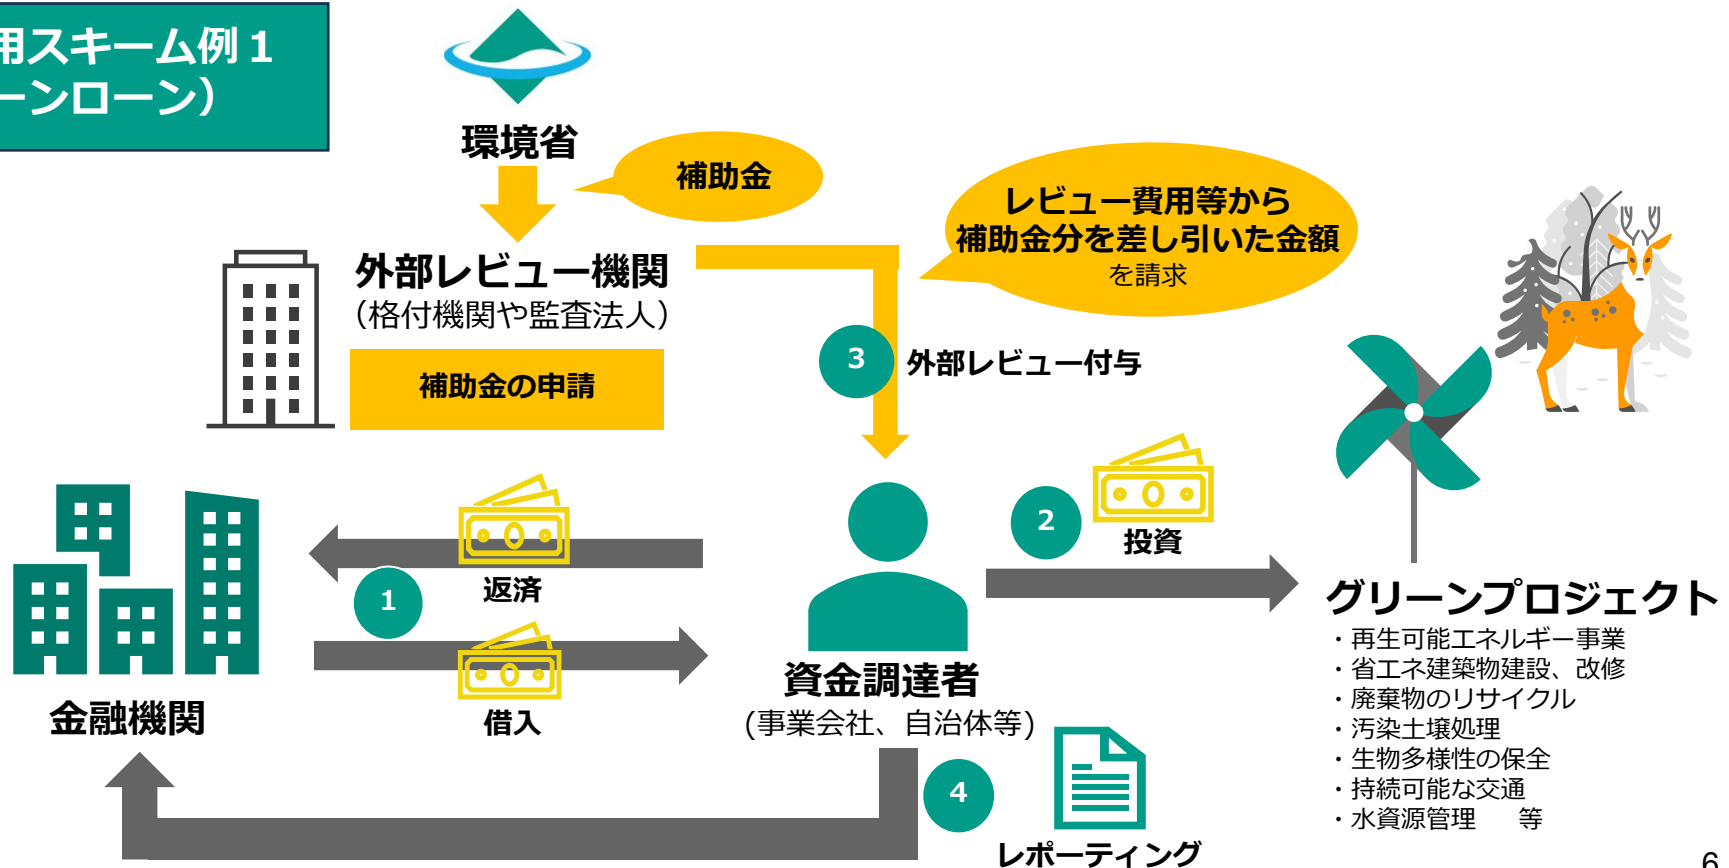 用スキーム例１
ーンローン）
環境省
補助金
レビュー費用等から
補助金分を差し引いた金額
を請求
外部レビュー機関
（格付機関や監査法人）
補助金の申請
3
外部レビュー付与
返済
1
借入
金融機関
2
投資
資金調達者
(事業会社、自治体等)
4
レポーティング
グリーンプロジェクト
・再生可能エネルギー事業
・省エネ建築物建設、改修
・廃棄物のリサイクル
・汚染土壌処理
・生物多様性の保全
・持続可能な交通
・水資源管理　等
6